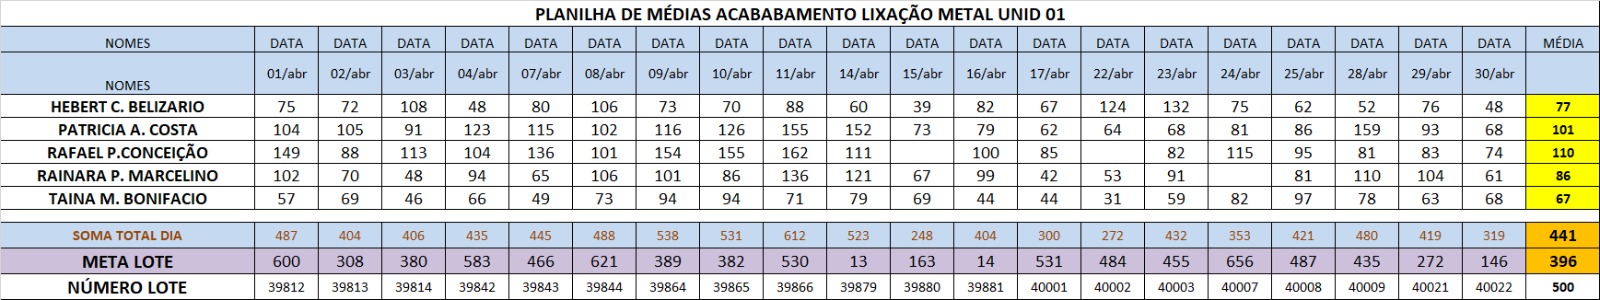 PLANILHA DE MÉDIAS ACABABAMENTO LIXAÇÃO METAL UNID 01
NOMES DATA DATA DATA DATA DATA DATA DATA DATA DATA DATA DATA DATA DATA DATA DATA DATA DATA DATA DATA DATA MÉDIA
NOMES 01/abr 02/abr 03/abr 04/abr 07/abr 08/abr 09/abr 10/abr 11/abr 14/abr 15/abr 16/abr 17/abr 22/abr 23/abr 24/abr 25/abr 28/abr 29/abr 30/abr
HEBERT C. BELIZARIO 75 72 108 48 80 106 73 70 88 60 39 82 67 124 132 75 62 52 76 48 77
PATRICIA A. COSTA 104 105 91 123 115 102 116 126 155 152 73 79 62 64 68 81 86 159 93 68 101
RAFAEL P.CONCEIÇÃO 149 88 113 104 136 101 154 155 162 111 100 85 82 115 95 81 83 74 110
RAINARA P. MARCELINO 102 70 48 94 65 106 101 86 136 121 67 99 42 53 91 81 110 104 61 86
TAINA M. BONIFACIO 57 69 46 66 49 73 94 94 71 79 69 44 44 31 59 82 97 78 63 68 67
SOMA TOTAL DIA 487 404 406 435 445 488 538 531 612 523 248 404 300 272 432 353 421 480 419 319 441
META LOTE 600 308 380 583 466 621 389 382 530 13 163 14 531 484 455 656 487 435 272 146 396
NÚMERO LOTE 39812 39813 39814 39842 39843 39844 39864 39865 39866 39879 39880 39881 40001 40002 40003 40007 40008 40009 40021 40022 500